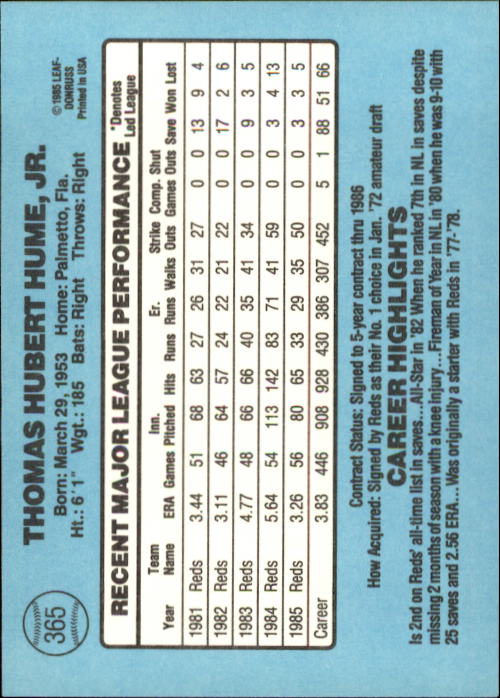 365
THOMAS HUBERT HUME, JR.
© 1985 LEAF-
DONRUSS
Printed in USA
Born: March 29, 1953 Home: Palmetto, Fla.
Ht.: 6'1" Wgt.: 185 Bats: Right Throws: Right
RECENT MAJOR LEAGUE PERFORMANCE *Denotes Led League
Team Inn. Er. Strike Comp. Shut
Year Name ERA Games Pitched Hits Runs Runs Walks Outs Games Outs Save Won Lost
1981 Reds 3.44 51 68 63 27 26 31 27 0 0 13 9 4
1982 Reds 3.11 46 64 57 24 22 21 22 0 0 17 2 6
1983 Reds 4.77 48 66 66 40 35 41 34 0 0 9 3 5
1984 Reds 5.64 54 113 142 83 71 41 59 0 0 3 4 13
1985 Reds 3.26 56 80 65 33 29 35 50 0 0 3 3 5
Career 3.83 446 908 928 430 386 307 452 5 1 88 51 66
Contract Status: Signed to 5-year contract thru 1986
How Acquired: Signed by Reds as their No. 1 choice in Jan. '72 amateur draft
CAREER HIGHLIGHTS
Is 2nd on Reds' all-time list in saves...All-Star in '82 When he ranked 7th in NL in saves despite
missing 2 months of season with a knee injury...Fireman of Year in NL in '80 when he was 9-10 with
25 saves and 2.56 ERA...Was originally a starter with Reds in '77-'78.